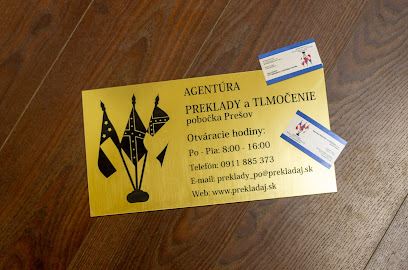 AGENTÚRA
PREKLADY a TLMOČENIE
pobočka Prešov
Otváracie hodiny:
Po - Pia: 8:00 - 16:00
Telefón: 0911 885 373
E-mail: preklady_po@prekladaj.sk
Web: www.prekladaj.sk